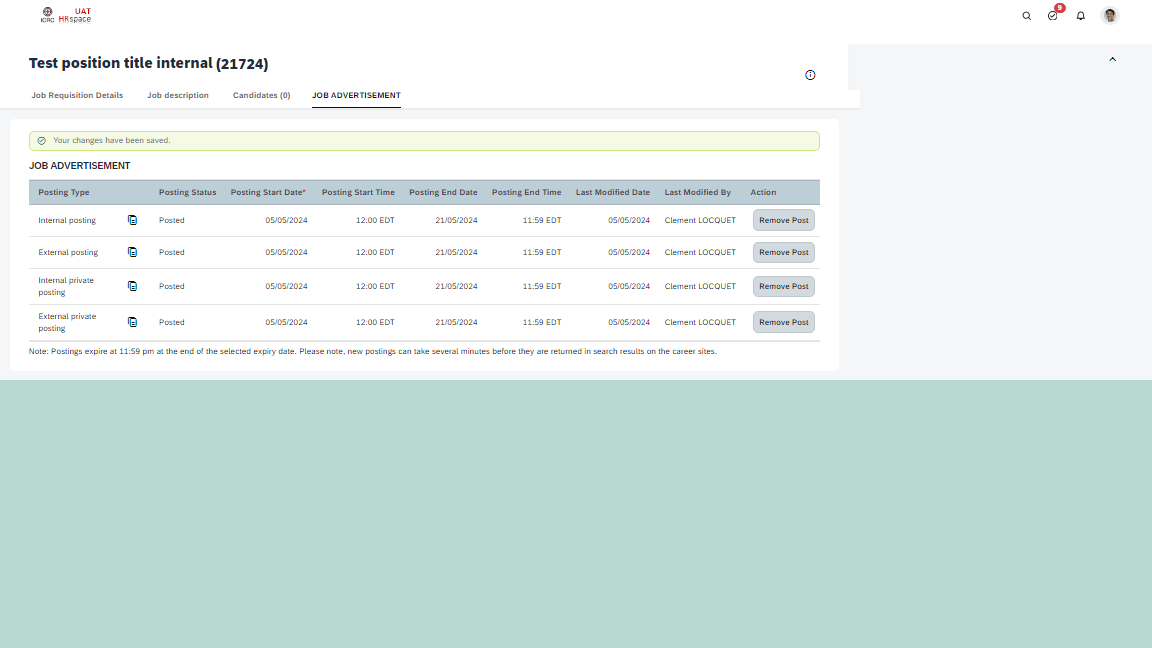 UAT
ICRC HRspace
9
Test position title internal (21724)
Job Requisition Details Job description Candidates (0) JOB ADVERTISEMENT
Your changes have been saved.
JOB ADVERTISEMENT
Posting Type Posting Status Posting Start Date* Posting Start Time Posting End Date Posting End Time Last Modified Date Last Modified By Action
Internal posting Posted 05/05/2024 12:00 EDT 21/05/2024 11:59 EDT 05/05/2024 Clement LOCQUET Remove Post
External posting Posted 05/05/2024 12:00 EDT 21/05/2024 11:59 EDT 05/05/2024 Clement LOCQUET Remove Post
Internal private
posting Posted 05/05/2024 12:00 EDT 21/05/2024 11:59 EDT 05/05/2024 Clement LOCQUET Remove Post
External private
posting Posted 05/05/2024 12:00 EDT 21/05/2024 11:59 EDT 05/05/2024 Clement LOCQUET Remove Post
Note: Postings expire at 11:59 pm at the end of the selected expiry date. Please note, new postings can take several minutes before they are returned in search results on the career sites.